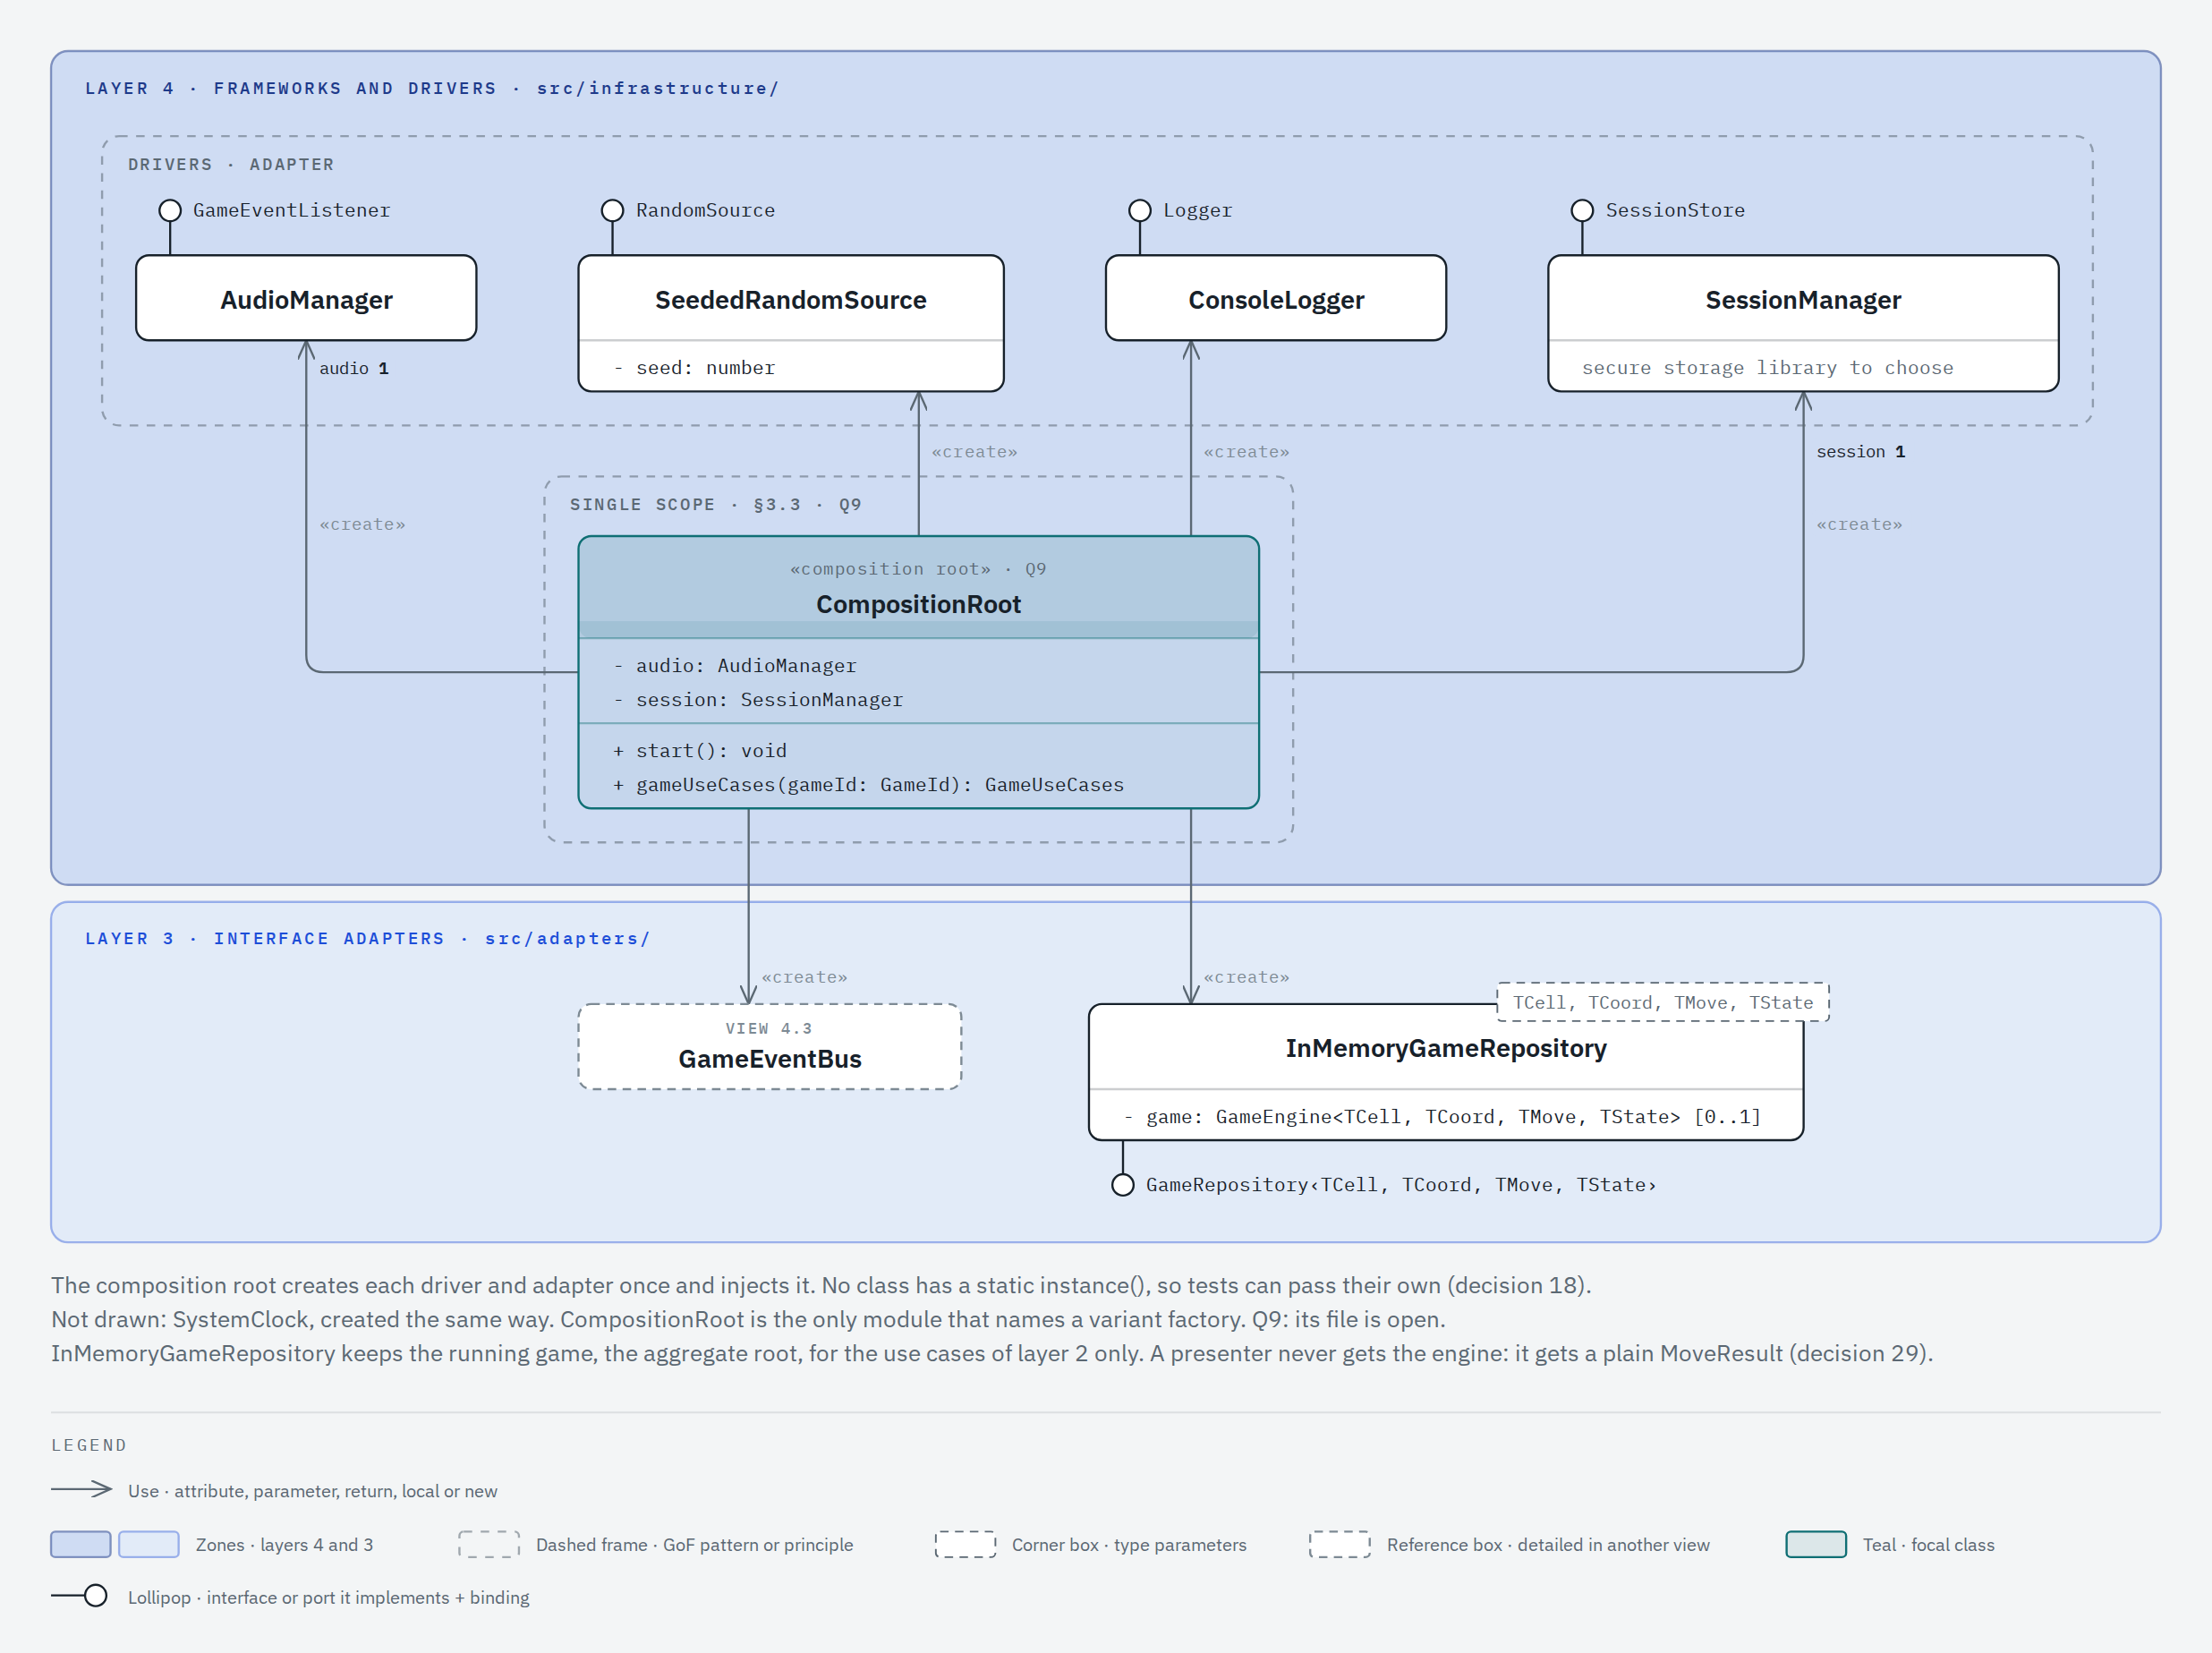 LAYER 4 · FRAMEWORKS AND DRIVERS · src/infrastructure/
DRIVERS · ADAPTER
GameEventListener
RandomSource
Logger
SessionStore
AudioManager
SeededRandomSource
ConsoleLogger
SessionManager
- seed: number
secure storage library to choose
audio 1
«create»
«create»
session 1
SINGLE SCOPE · §3.3 · Q9
«create»
«create»
«composition root» · Q9
CompositionRoot
- audio: AudioManager
- session: SessionManager
+ start(): void
+ gameUseCases(gameId: GameId): GameUseCases
LAYER 3 · INTERFACE ADAPTERS · src/adapters/
«create»
«create»
TCell, TCoord, TMove, TState
VIEW 4.3
GameEventBus
InMemoryGameRepository
- game: GameEngine<TCell, TCoord, TMove, TState> [0..1]
GameRepository‹TCell, TCoord, TMove, TState›
The composition root creates each driver and adapter once and injects it. No class has a static instance(), so tests can pass their own (decision 18).
Not drawn: SystemClock, created the same way. CompositionRoot is the only module that names a variant factory. Q9: its file is open.
InMemoryGameRepository keeps the running game, the aggregate root, for the use cases of layer 2 only. A presenter never gets the engine: it gets a plain MoveResult (decision 29).
LEGEND
Use · attribute, parameter, return, local or new
Zones · layers 4 and 3
Dashed frame · GoF pattern or principle
Corner box · type parameters
Reference box · detailed in another view
Teal · focal class
Lollipop · interface or port it implements + binding